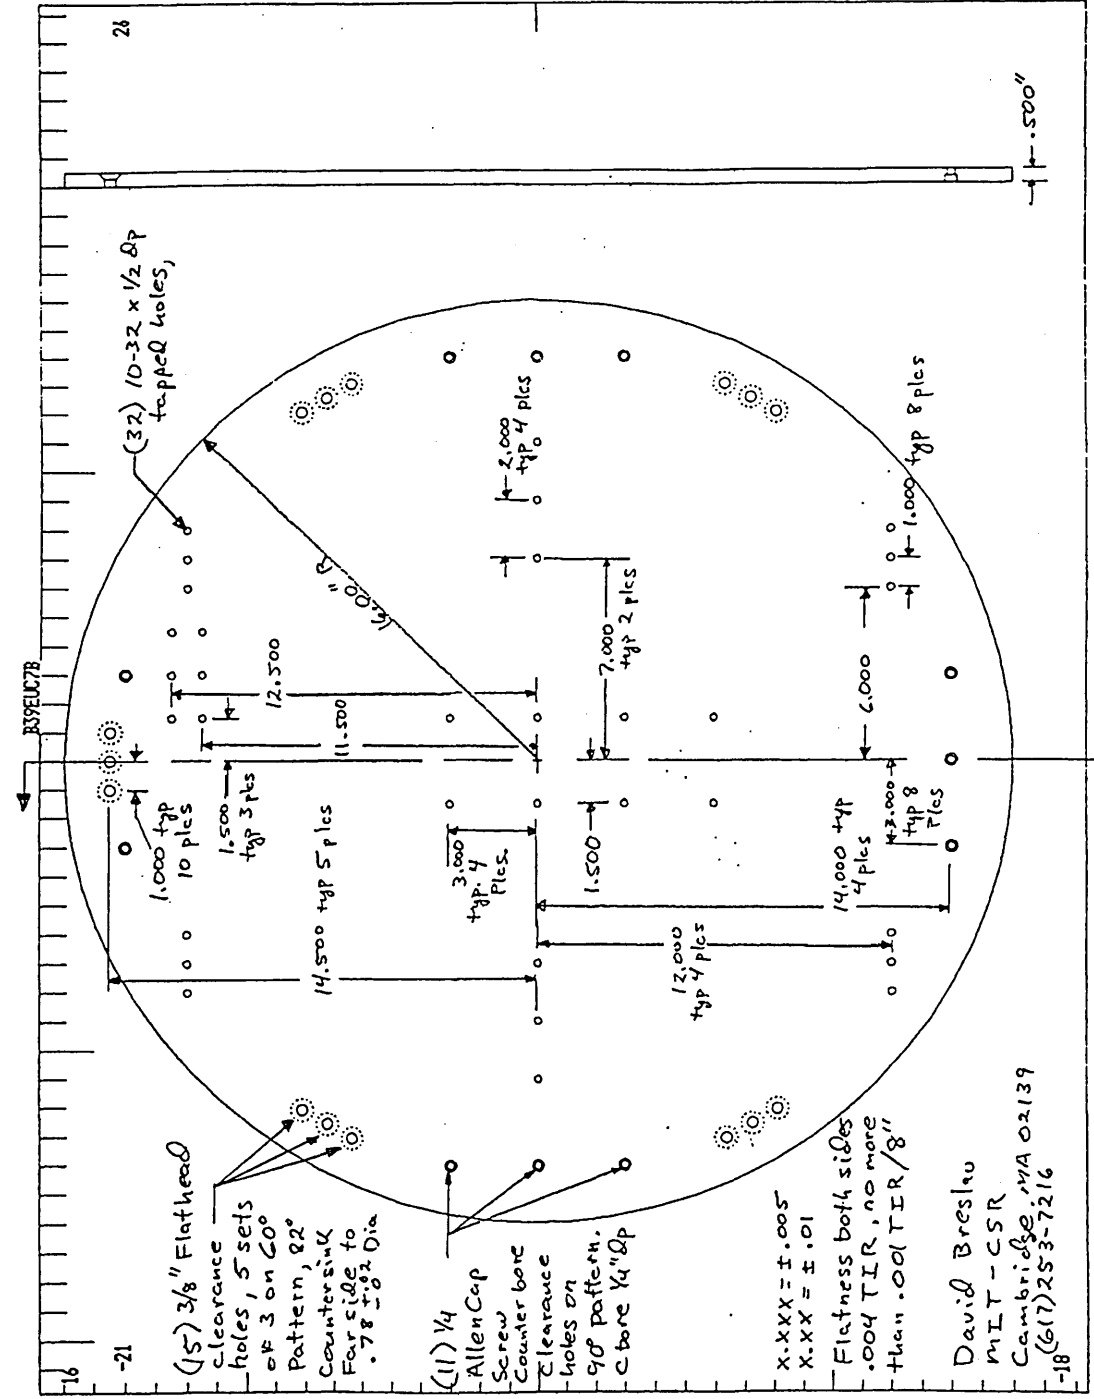 26
B39EUC7B
(32) 10-32 x 1/2 Dp
tapped holes,
.500"
16.00" R
12.500
11.500
1.000 typ
10 plcs
1.500
typ 3 plcs
14.500 typ 5 plcs
3.000
typ. 4
Plcs.
1.500
7.000
typ 2 plcs
2.000
typ 4 plcs
1.000 typ 8 plcs
6.000
3.000
typ 8
Plcs
14.000 typ
4 plcs
12.000
typ 4 plcs
16
-21
(15) 3/8" Flathead
clearance
holes, 5 sets
of 3 on 60°
Pattern, 82°
Countersink
Far side to
.78 +.02 -0 Dia
(11) 1/4
Allen Cap
Screw
Counterbore
Clearance
holes on
90° pattern.
Cbore 1/4" Dp
X.XXX = ±.005
X.XX = ±.01
Flatness both sides
.004 TIR, no more
than .001 TIR/8"
David Breslau
MIT-CSR
Cambridge, MA 02139
(617) 253-7216
-18